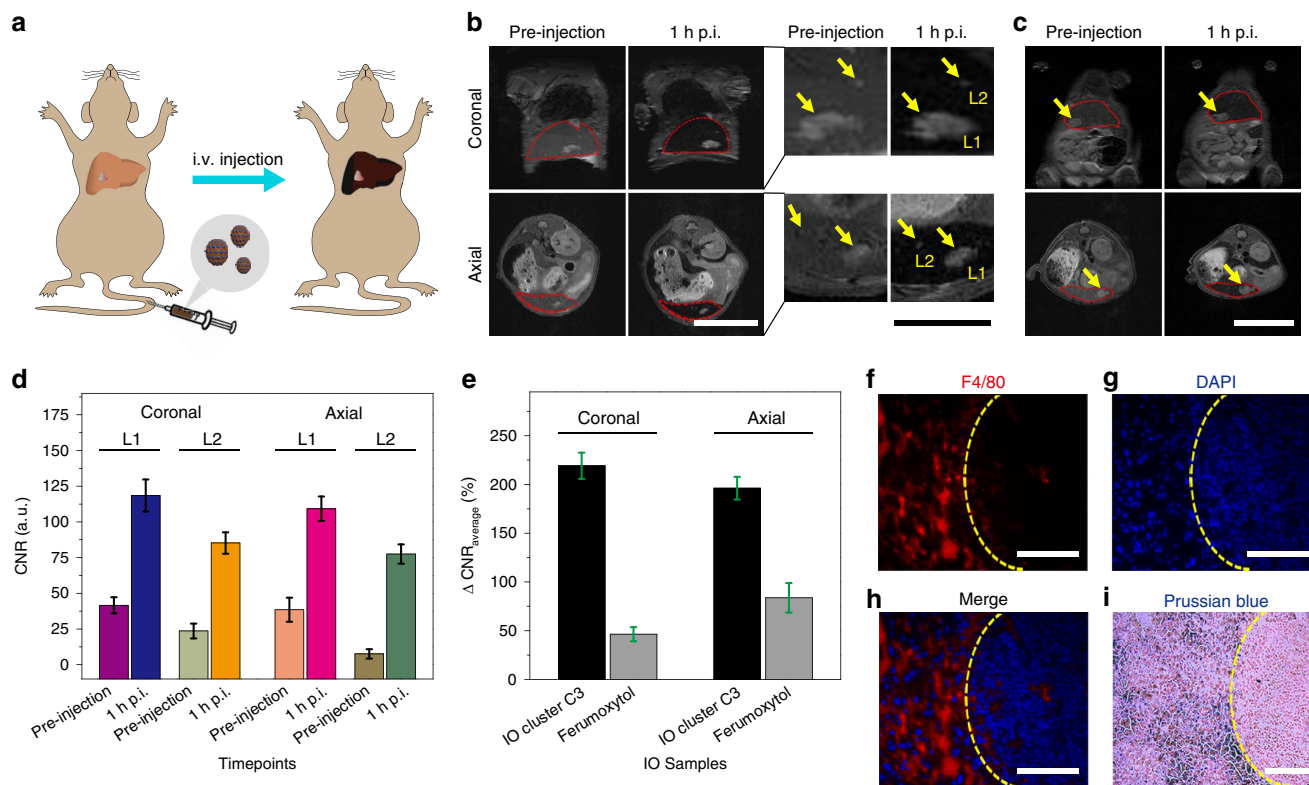 a
i.v. injection
b
Pre-injection
1 h p.i.
Pre-injection
1 h p.i.
Coronal
L2
L1
Axial
L2
L1
c
Pre-injection
1 h p.i.
d
CNR (a.u.)
175
150
125
100
75
50
25
0
Coronal
Axial
L1
L2
L1
L2
Pre-injection
1 h p.i.
Pre-injection
1 h p.i.
Pre-injection
1 h p.i.
Pre-injection
1 h p.i.
Timepoints
e
Δ CNRaverage (%)
250
200
150
100
50
0
Coronal
Axial
IO cluster C3
Ferumoxytol
IO cluster C3
Ferumoxytol
IO Samples
f
F4/80
g
DAPI
h
Merge
i
Prussian blue